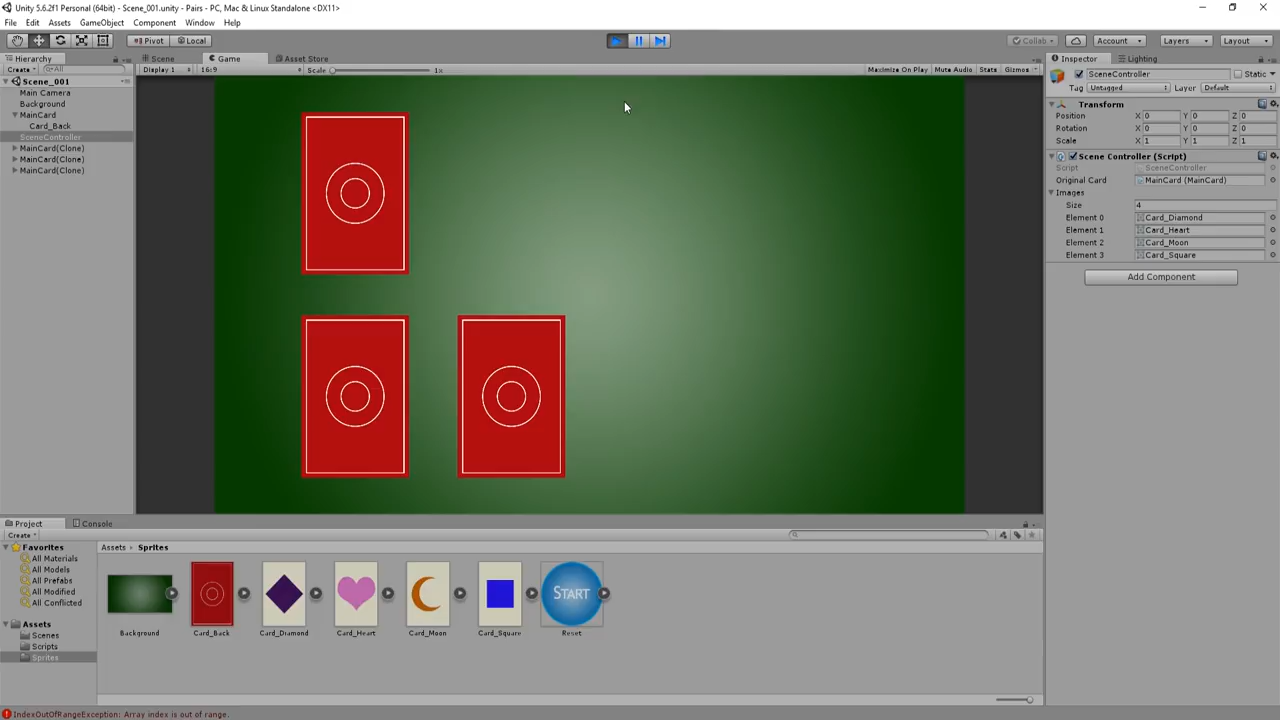 Unity 5.6.2f1 Personal (64bit) - Scene_001.unity - Pairs - PC, Mac & Linux Standalone <DX11>
File Edit Assets GameObject Component Window Help
Pivot Local Collab Account Layers Layout
Hierarchy Scene Game Asset Store Inspector Lighting
Create All Display 1 16:9 Scale 1x Maximize On Play Mute Audio Stats Gizmos SceneController Static
Scene_001
Tag Untagged Layer Default
Main Camera
Background
MainCard
Card_Back
SceneController
MainCard(Clone)
MainCard(Clone)
MainCard(Clone)
Transform
Position X 0 Y 0 Z 0
Rotation X 0 Y 0 Z 0
Scale X 1 Y 1 Z 1
Scene Controller (Script)
Script SceneController
Original Card MainCard (MainCard)
Images
Size 4
Element 0 Card_Diamond
Element 1 Card_Heart
Element 2 Card_Moon
Element 3 Card_Square
Add Component
Project Console
Create
Favorites
All Materials
All Models
All Prefabs
All Modified
All Conflicted
Assets
Scenes
Scripts
Sprites
Assets Sprites
START
Background Card_Back Card_Diamond Card_Heart Card_Moon Card_Square Reset
IndexOutOfRangeException: Array index is out of range.